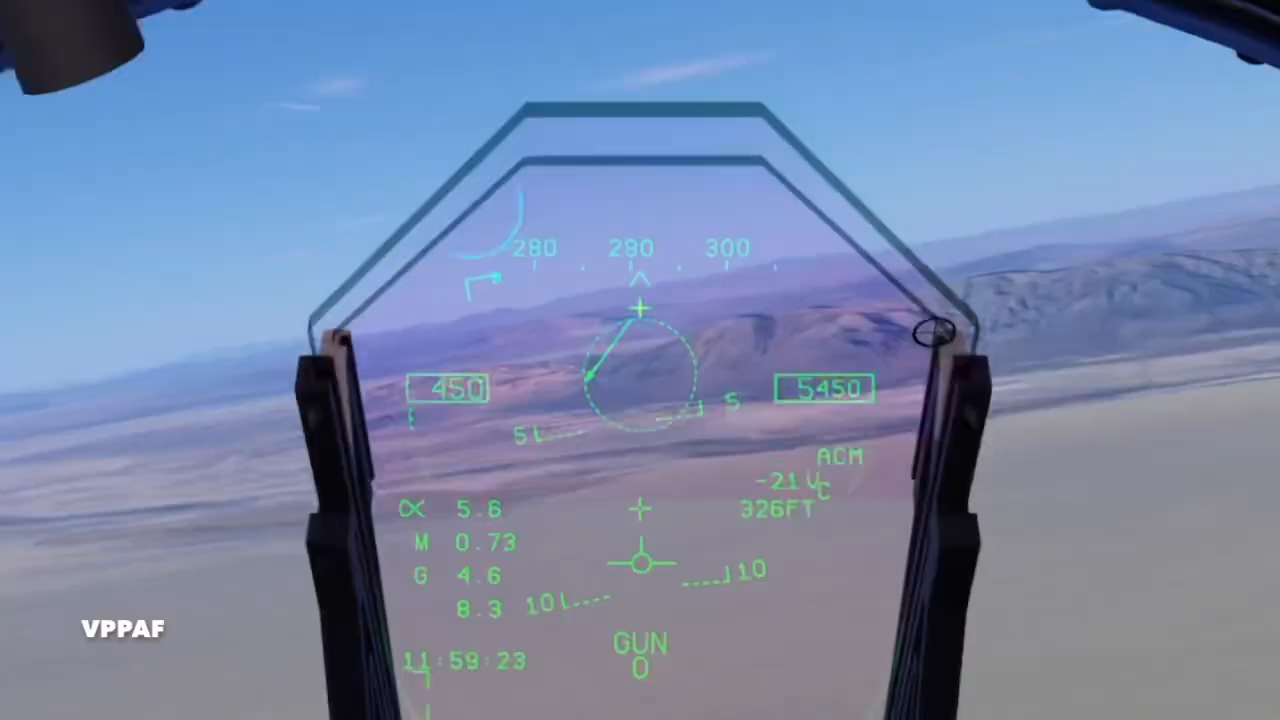 280 290 300
450 5450
5 5
ACM
-21 VC
326FT
α 5.6
M 0.73
G 4.6
8.3
10 10
GUN
0
11:59:23
VPPAF